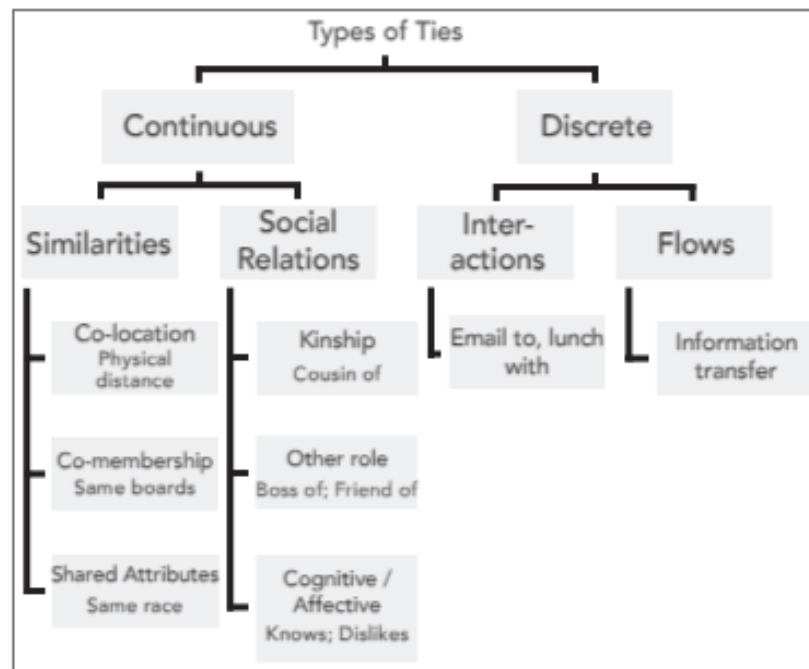 Types of Ties
Continuous
Discrete
Similarities
Social
Relations
Inter-
actions
Flows
Co-location
Physical
distance
Kinship
Cousin of
Email to, lunch
with
Information
transfer
Co-membership
Same boards
Other role
Boss of; Friend of
Shared Attributes
Same race
Cognitive /
Affective
Knows; Dislikes